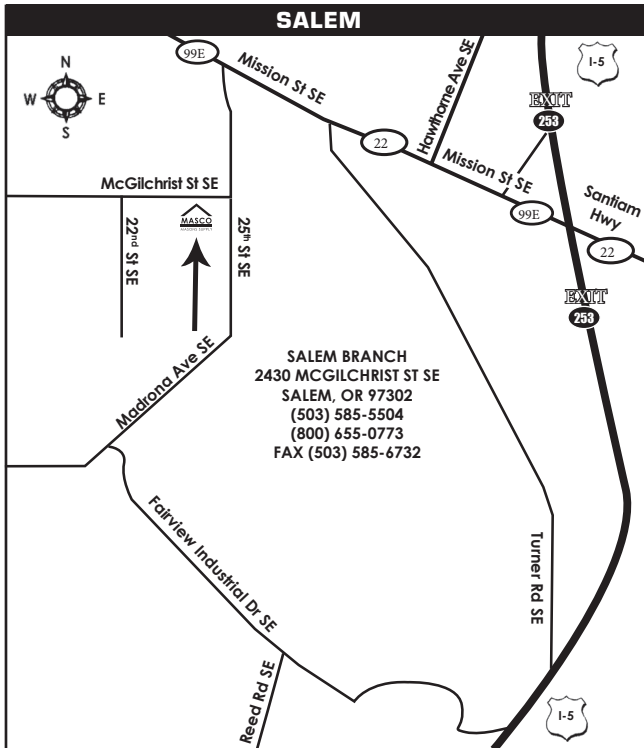 SALEM
99E
Mission St SE
Hawthorne Ave SE
I-5
N
W
E
S
EXIT
253
22
Mission St SE
99E
Santiam
Hwy
22
McGilchrist St SE
MASCO
MASONS SUPPLY
22nd St SE
25th St SE
EXIT
253
Madrona Ave SE
SALEM BRANCH
2430 MCGILCHRIST ST SE
SALEM, OR 97302
(503) 585-5504
(800) 655-0773
FAX (503) 585-6732
Fairview Industrial Dr SE
Turner Rd SE
Reed Rd SE
I-5